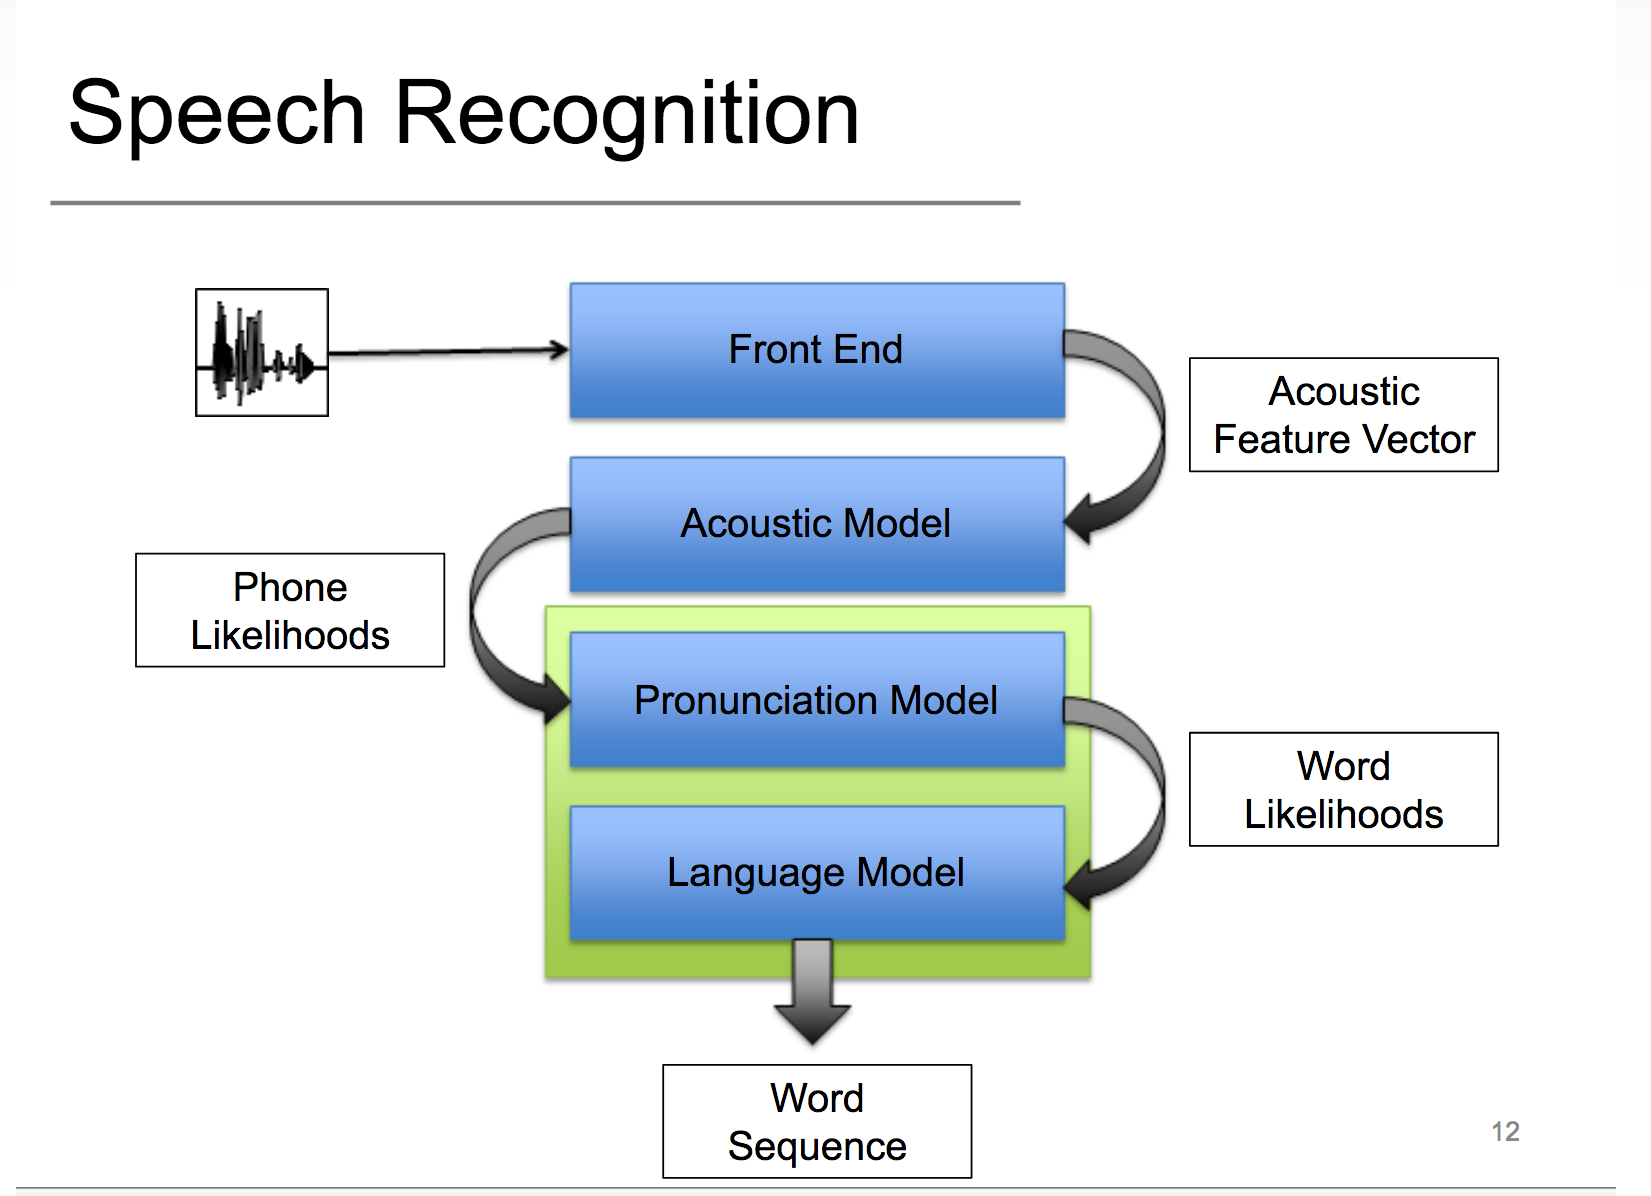 Speech Recognition
Front End
Acoustic
Feature Vector
Acoustic Model
Phone
Likelihoods
Pronunciation Model
Word
Likelihoods
Language Model
Word
Sequence
12